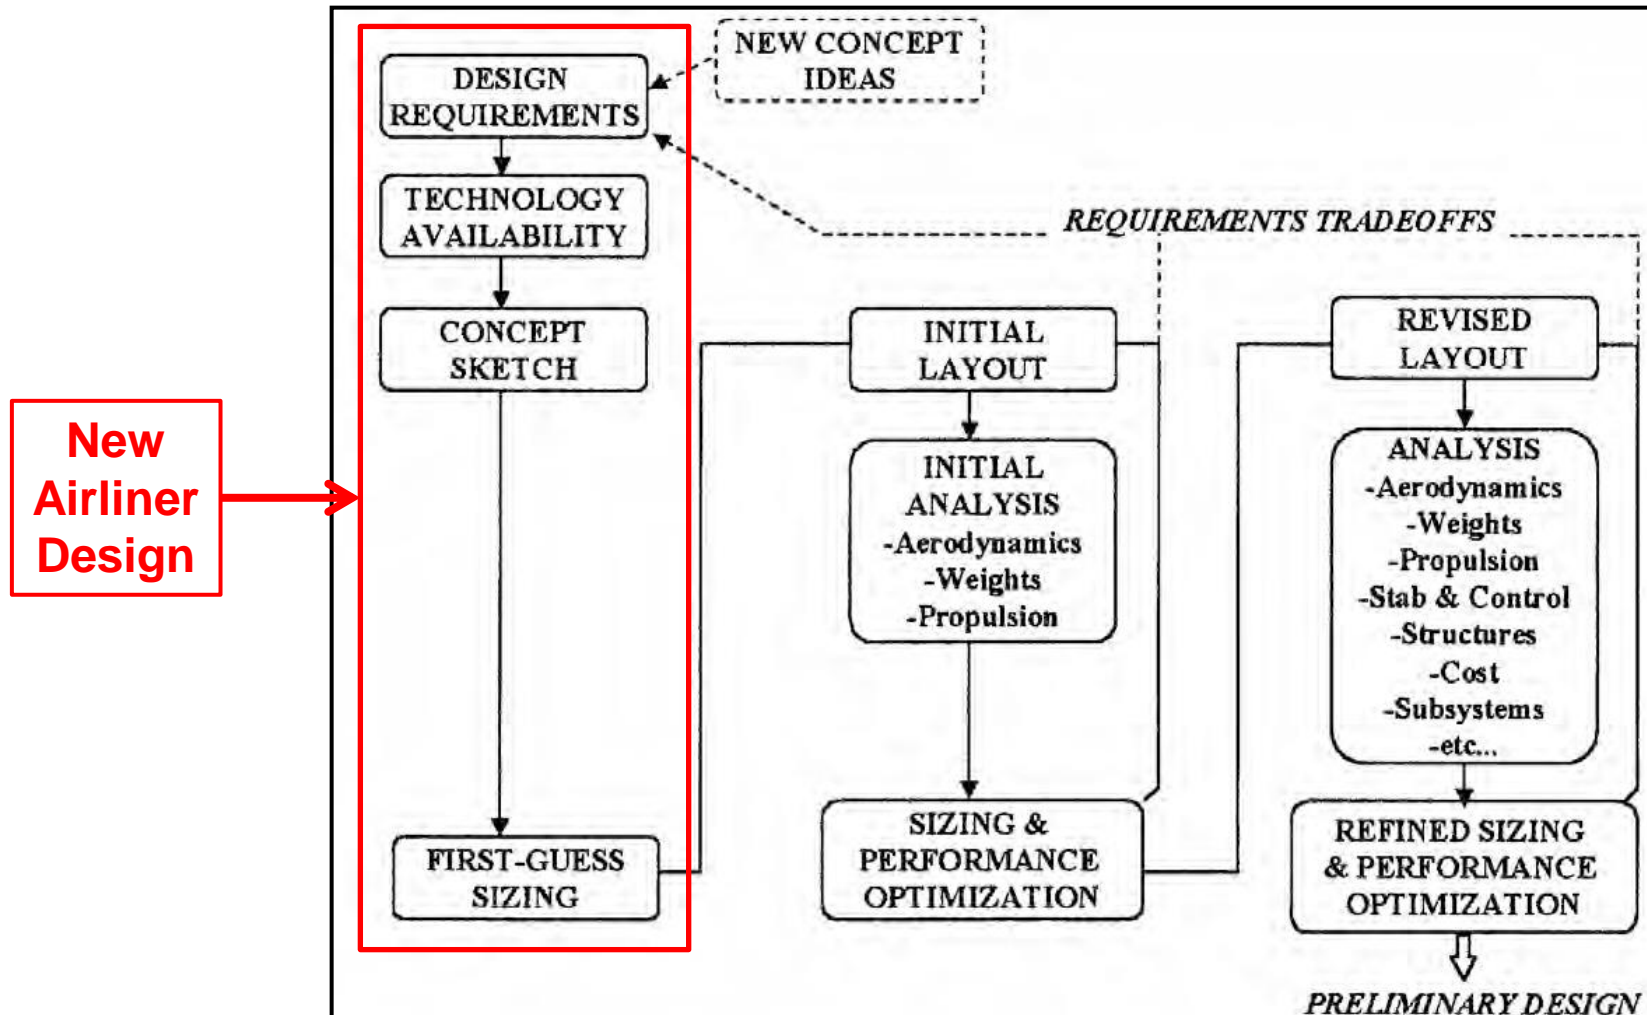 New
Airliner
Design
DESIGN
REQUIREMENTS
TECHNOLOGY
AVAILABILITY
CONCEPT
SKETCH
FIRST-GUESS
SIZING
NEW CONCEPT
IDEAS
REQUIREMENTS TRADEOFFS
INITIAL
LAYOUT
INITIAL
ANALYSIS
-Aerodynamics
-Weights
-Propulsion
SIZING &
PERFORMANCE
OPTIMIZATION
REVISED
LAYOUT
ANALYSIS
-Aerodynamics
-Weights
-Propulsion
-Stab & Control
-Structures
-Cost
-Subsystems
-etc...
REFINED SIZING
& PERFORMANCE
OPTIMIZATION
PRELIMINARY DESIGN